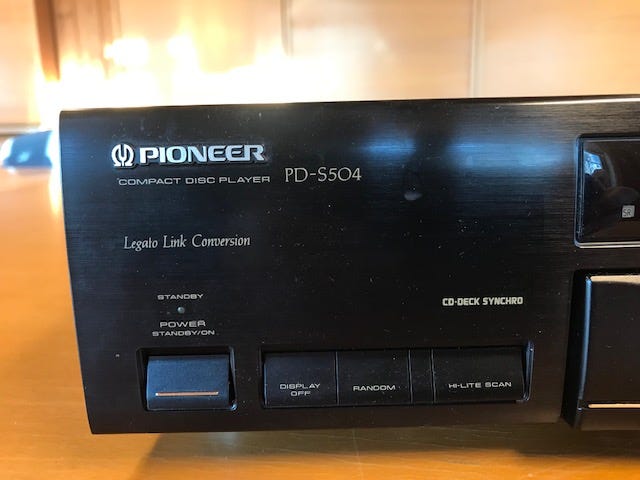 PIONEER
COMPACT DISC PLAYER PD-S504
Legato Link Conversion
CD-DECK SYNCHRO
STANDBY
POWER
STANDBY/ON
DISPLAY
OFF
RANDOM
HI-LITE SCAN
SR